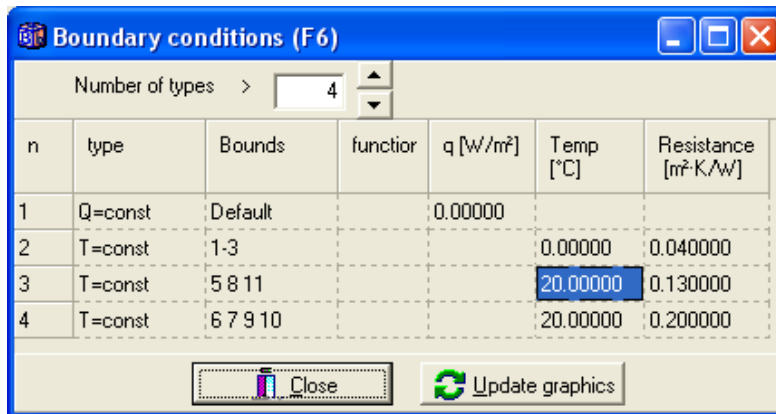 Boundary conditions (F6)
Number of types > 4
n type Bounds functior q [W/m²] Temp [°C] Resistance [m²·K/W]
1 Q=const Default 0.00000
2 T=const 1-3 0.00000 0.040000
3 T=const 5 8 11 20.00000 0.130000
4 T=const 6 7 9 10 20.00000 0.200000
Close Update graphics